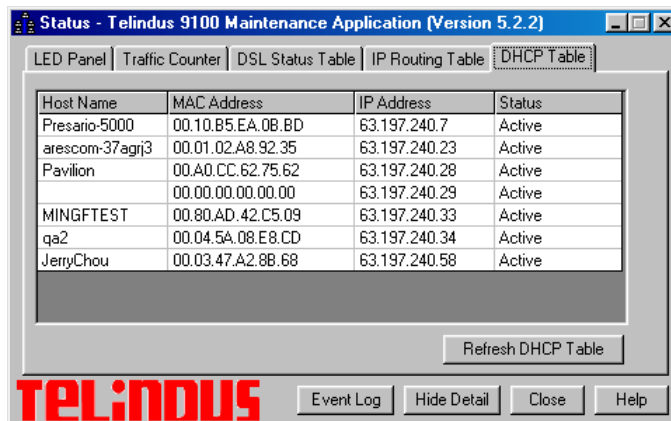 Status - Telindus 9100 Maintenance Application (Version 5.2.2)
LED Panel Traffic Counter DSL Status Table IP Routing Table DHCP Table
Host Name MAC Address IP Address Status
Presario-5000 00.10.B5.EA.0B.BD 63.197.240.7 Active
arescom-37agrj3 00.01.02.A8.92.35 63.197.240.23 Active
Pavilion 00.A0.CC.62.75.62 63.197.240.28 Active
00.00.00.00.00.00 63.197.240.29 Active
MINGFTEST 00.80.AD.42.C5.09 63.197.240.33 Active
qa2 00.04.5A.08.E8.CD 63.197.240.34 Active
JerryChou 00.03.47.A2.8B.68 63.197.240.58 Active
Refresh DHCP Table
TELINDUS Event Log Hide Detail Close Help